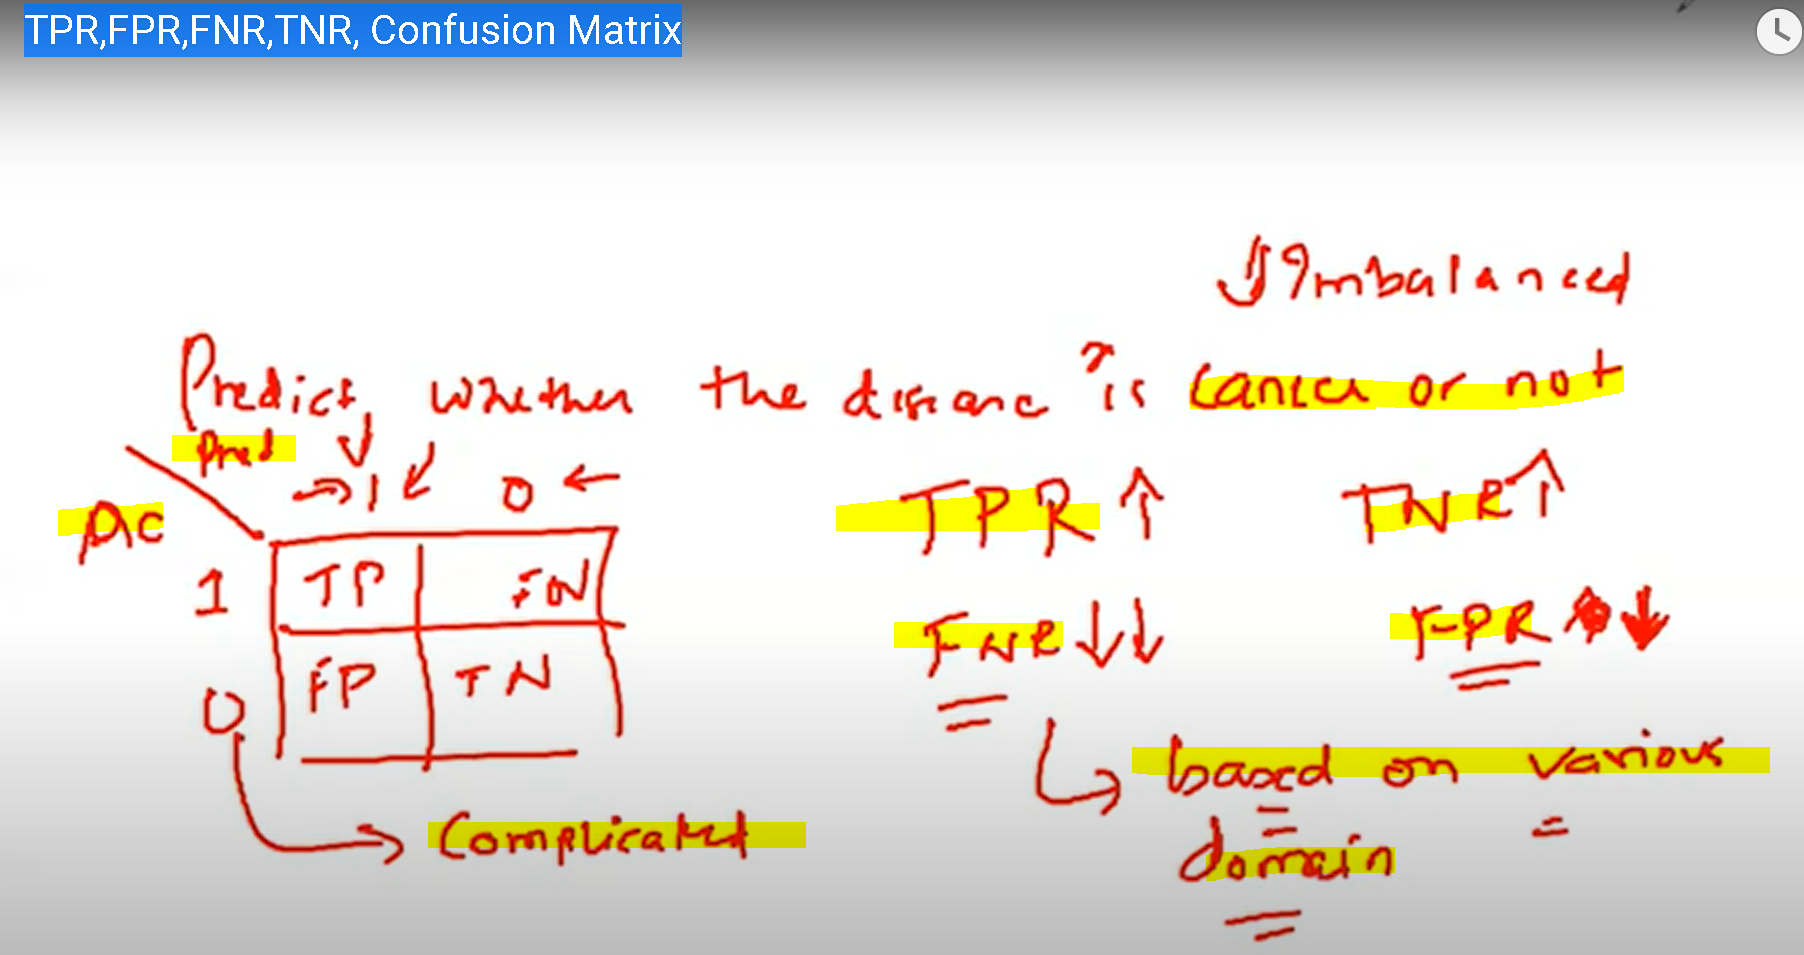 TPR,FPR,FNR,TNR, Confusion Matrix
Imbalanced
Predict whether the disease is cancer or not
Pred
1 0
Ac
TPR ↑ TNR ↑
1 TP FN
FNR ↓↓ FPR ↓
0 FP TN
based on various
Complicated
domain